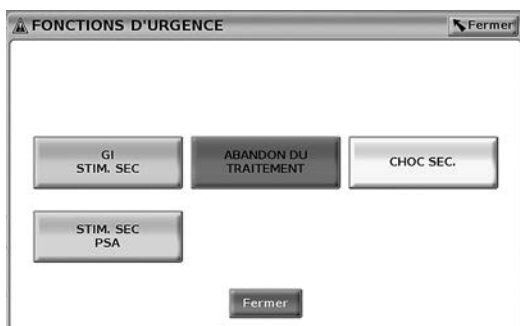 FONCTIONS D'URGENCE
Fermer
GI
STIM. SEC
ABANDON DU
TRAITEMENT
CHOC SEC.
STIM. SEC
PSA
Fermer